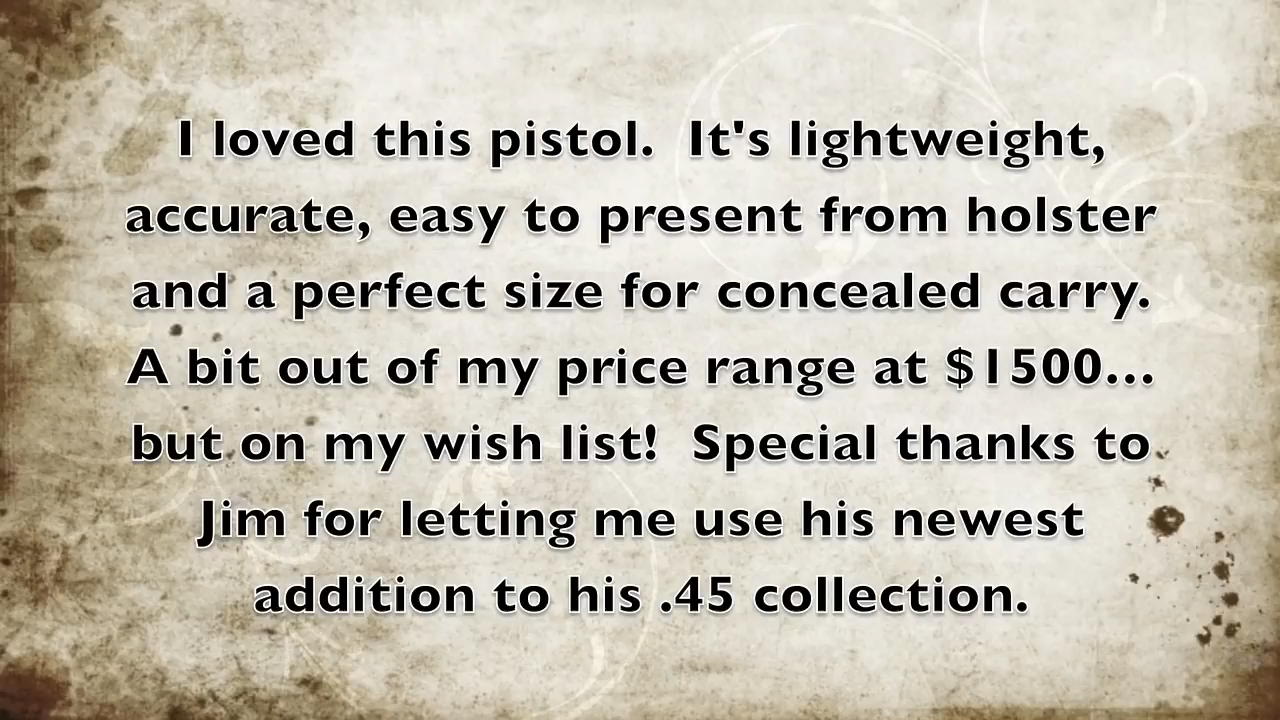 I loved this pistol.  It's lightweight,
accurate, easy to present from holster
and a perfect size for concealed carry.
A bit out of my price range at $1500...
but on my wish list!  Special thanks to
Jim for letting me use his newest
addition to his .45 collection.